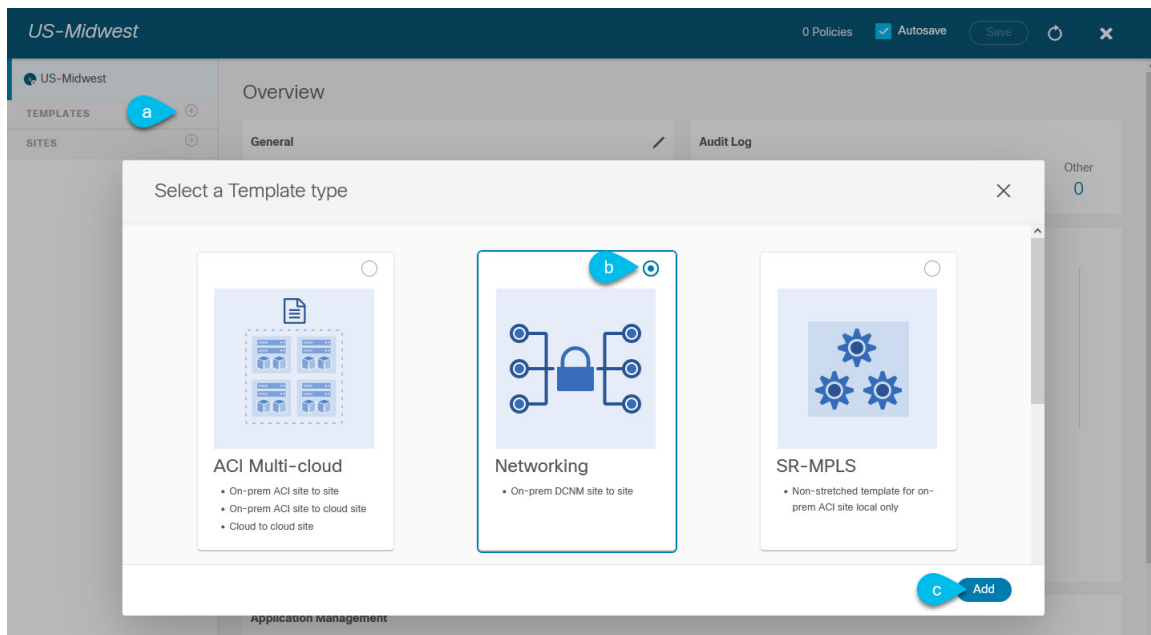 US-Midwest
0 Policies
Autosave
Save
US-Midwest
TEMPLATES
a
SITES
Overview
General
Audit Log
Other
0
Select a Template type
b
ACI Multi-cloud
• On-prem ACI site to site
• On-prem ACI site to cloud site
• Cloud to cloud site
Networking
• On-prem DCNM site to site
SR-MPLS
• Non-stretched template for on-
prem ACI site local only
c
Add
Application Management